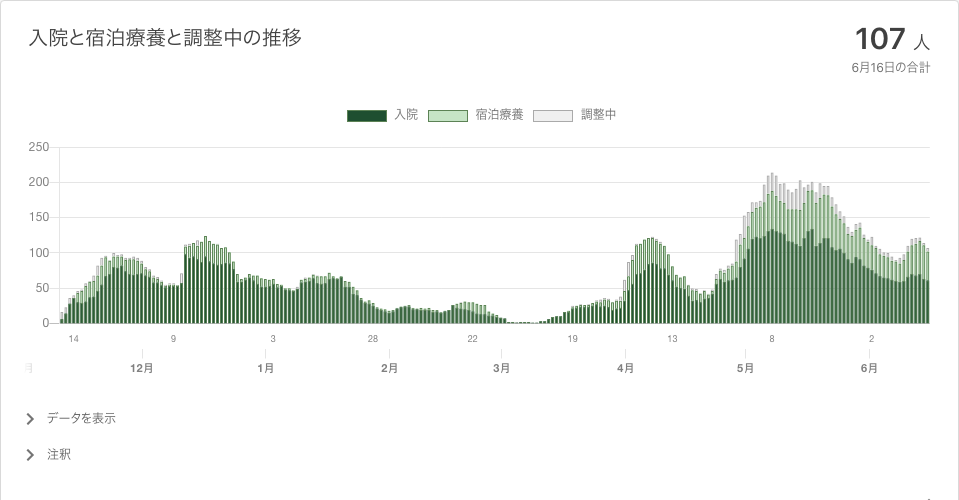 入院と宿泊療養と調整中の推移
107 人
6月16日の合計
入院 宿泊療養 調整中
250
200
150
100
50
0
14 9 3 28 22 19 13 8 2
月 12月 1月 2月 3月 4月 5月 6月
データを表示
注釈